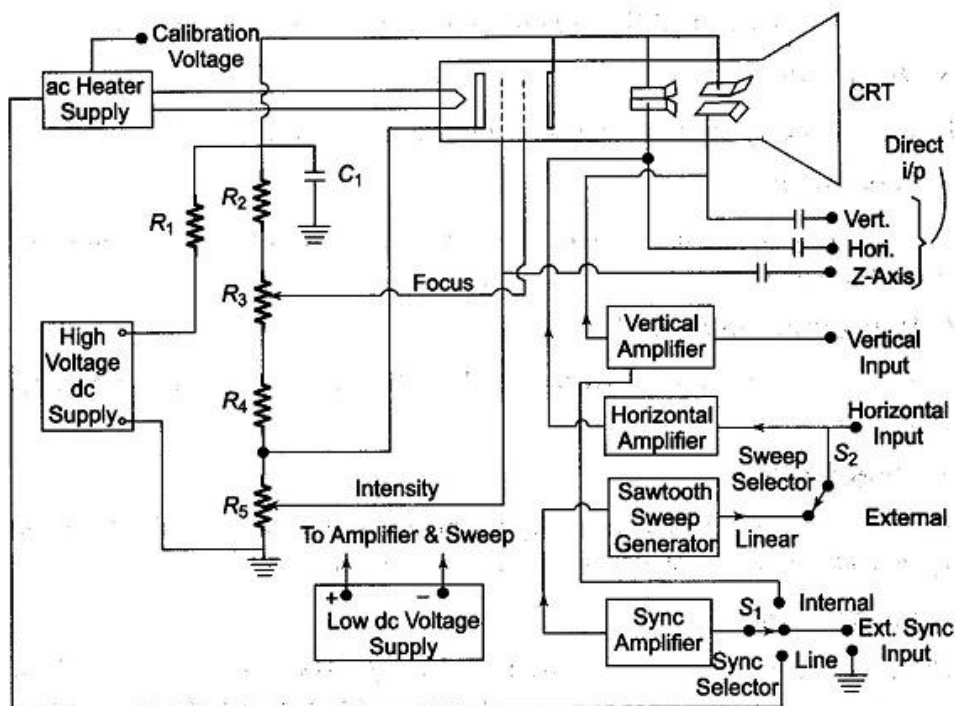 Calibration
Voltage
ac Heater
Supply
CRT
Direct
i/p
C1
R2
R1
Vert.
Hori.
Z-Axis
R3
Focus
High
Voltage
dc
Supply
Vertical
Amplifier
Vertical
Input
R4
Horizontal
Amplifier
Horizontal
Input
S2
Sweep
Selector
R5
Intensity
Sawtooth
Sweep
Generator
Linear
External
To Amplifier & Sweep
+
–
Low dc Voltage
Supply
Sync
Amplifier
S1
Internal
Ext. Sync
Input
Sync
Selector
Line